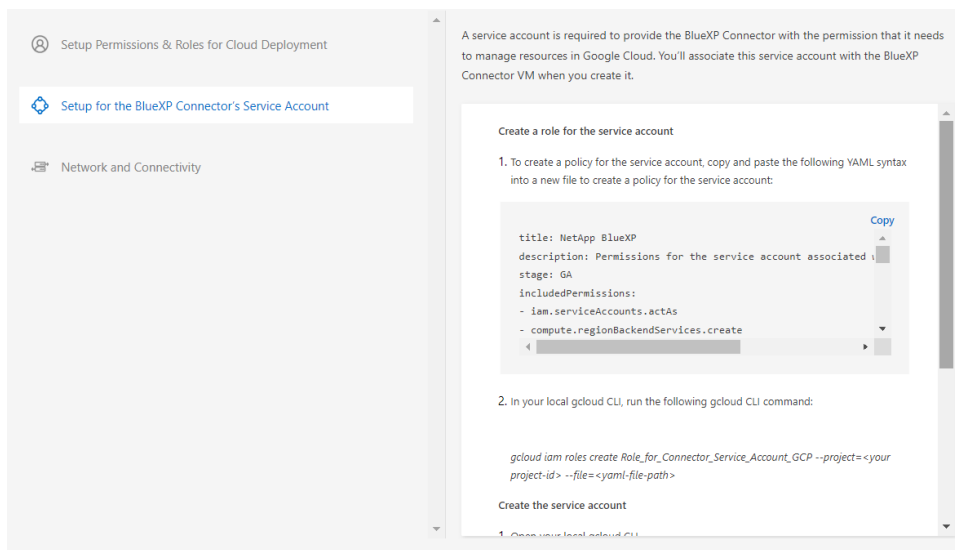 Setup Permissions & Roles for Cloud Deployment
Setup for the BlueXP Connector's Service Account
Network and Connectivity
A service account is required to provide the BlueXP Connector with the permission that it needs
to manage resources in Google Cloud. You'll associate this service account with the BlueXP
Connector VM when you create it.
Create a role for the service account
1. To create a policy for the service account, copy and paste the following YAML syntax
into a new file to create a policy for the service account:
Copy
title: NetApp BlueXP
description: Permissions for the service account associated
stage: GA
includedPermissions:
- iam.serviceAccounts.actAs
- compute.regionBackendServices.create
2. In your local gcloud CLI, run the following gcloud CLI command:
gcloud iam roles create Role_for_Connector_Service_Account_GCP --project=<your
project-id> --file=<yaml-file-path>
Create the service account
1. Open your local gcloud CLI